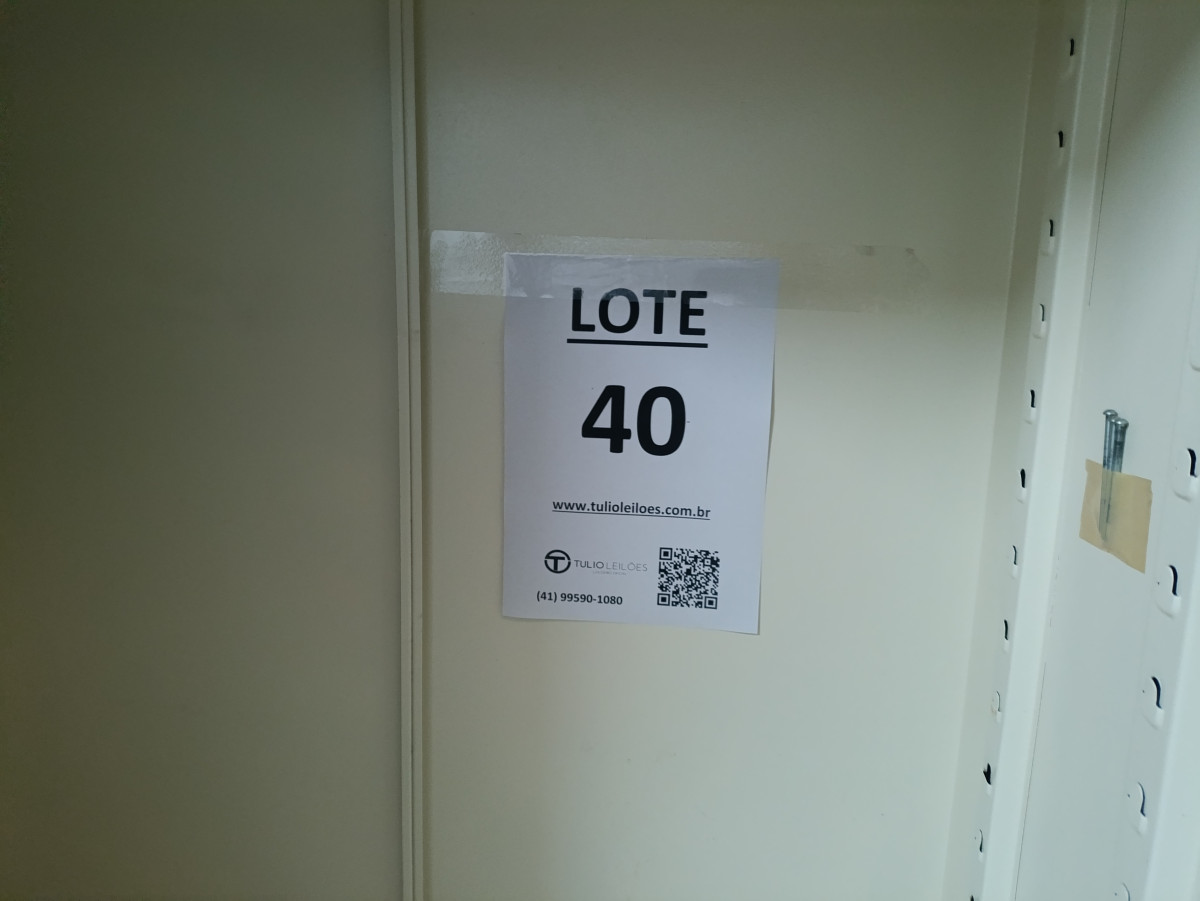 LOTE
40
www.tulioleiloes.com.br
TULIO LEILÕES
(41) 99590-1080